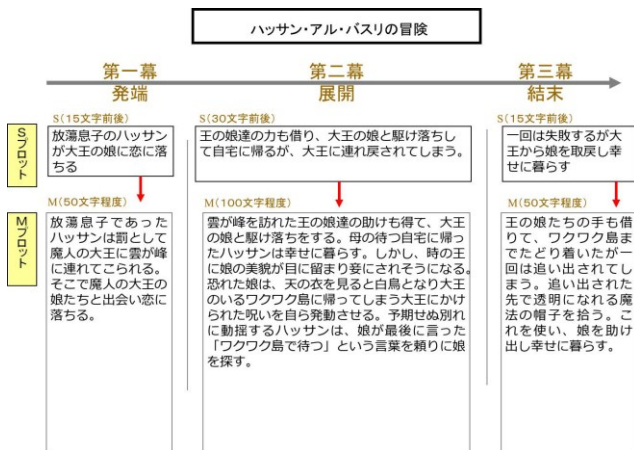 ハッサン・アル・バスリの冒険
第一幕
発端
第二幕
展開
第三幕
結末
Sプロット
S(15文字前後)
放蕩息子のハッサン
が大王の娘に恋に落
ちる
S(30文字前後)
王の娘達の力も借り、大王の娘と駆け落ちし
て自宅に帰るが、大王に連れ戻されてしまう。
S(15文字前後)
一回は失敗するが大
王から娘を取戻し幸
せに暮らす
Mプロット
M(50文字程度)
放蕩息子であった
ハッサンは罰として
魔人の大王に雲が峰
に連れてこられる。
そこで魔人の大王の
娘たちと出会い恋に
落ちる。
M(100文字程度)
雲が峰を訪れた王の娘達の助けも得て、大王
の娘と駆け落ちをする。母の待つ自宅に帰っ
たハッサンは幸せに暮らす。しかし、時の王
に娘の美貌が目に留まり妾にされそうになる。
恐れた娘は、天の衣を見ると白鳥となり大王
のいるワクワク島に帰ってしまう大王にかけ
られた呪いを自ら発動させる。予期せぬ別れ
に動揺するハッサンは、娘が最後に言った
「ワクワク島で待つ」という言葉を頼りに娘
を探す。
M(50文字程度)
王の娘たちの手も借
りて、ワクワク島ま
でたどり着いたが一
回は追い出されてし
まう。追い出された
先で透明になれる魔
法の帽子を拾う。こ
れを使い、娘を助け
出し幸せに暮らす。